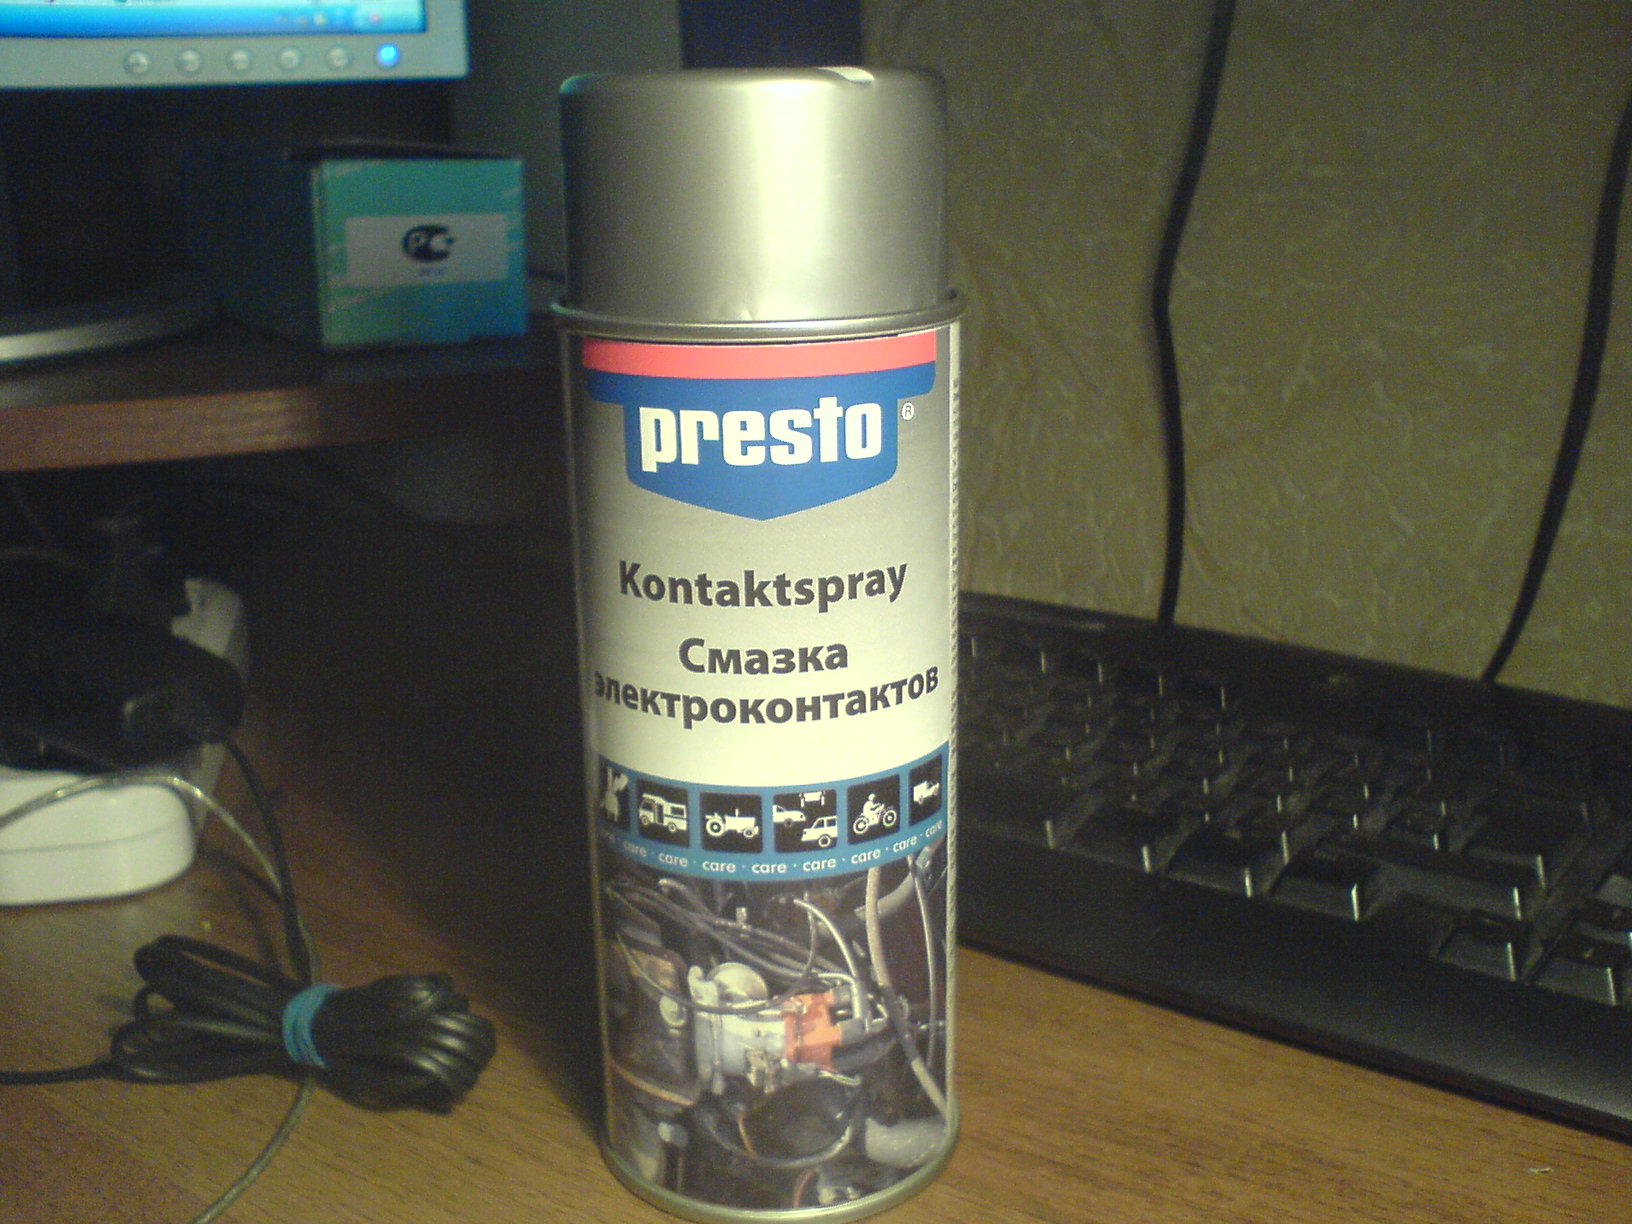 presto®
Kontaktspray
Смазка
электроконтактов
care · care · care · care · care · care · care · care